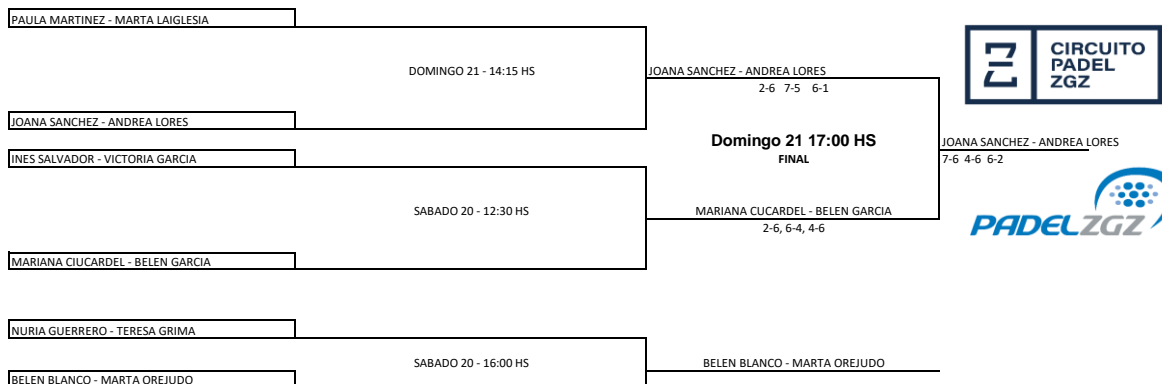 PAULA MARTINEZ - MARTA LAIGLESIA
DOMINGO 21 - 14:15 HS
JOANA SANCHEZ - ANDREA LORES
2-6 7-5 6-1
CIRCUITO
PADEL
ZGZ
JOANA SANCHEZ - ANDREA LORES
Domingo 21 17:00 HS
FINAL
JOANA SANCHEZ - ANDREA LORES
7-6 4-6 6-2
INES SALVADOR - VICTORIA GARCIA
SABADO 20 - 12:30 HS
MARIANA CUCARDEL - BELEN GARCIA
2-6, 6-4, 4-6
PADELZGZ
MARIANA CIUCARDEL - BELEN GARCIA
NURIA GUERRERO - TERESA GRIMA
SABADO 20 - 16:00 HS
BELEN BLANCO - MARTA OREJUDO
BELEN BLANCO - MARTA OREJUDO